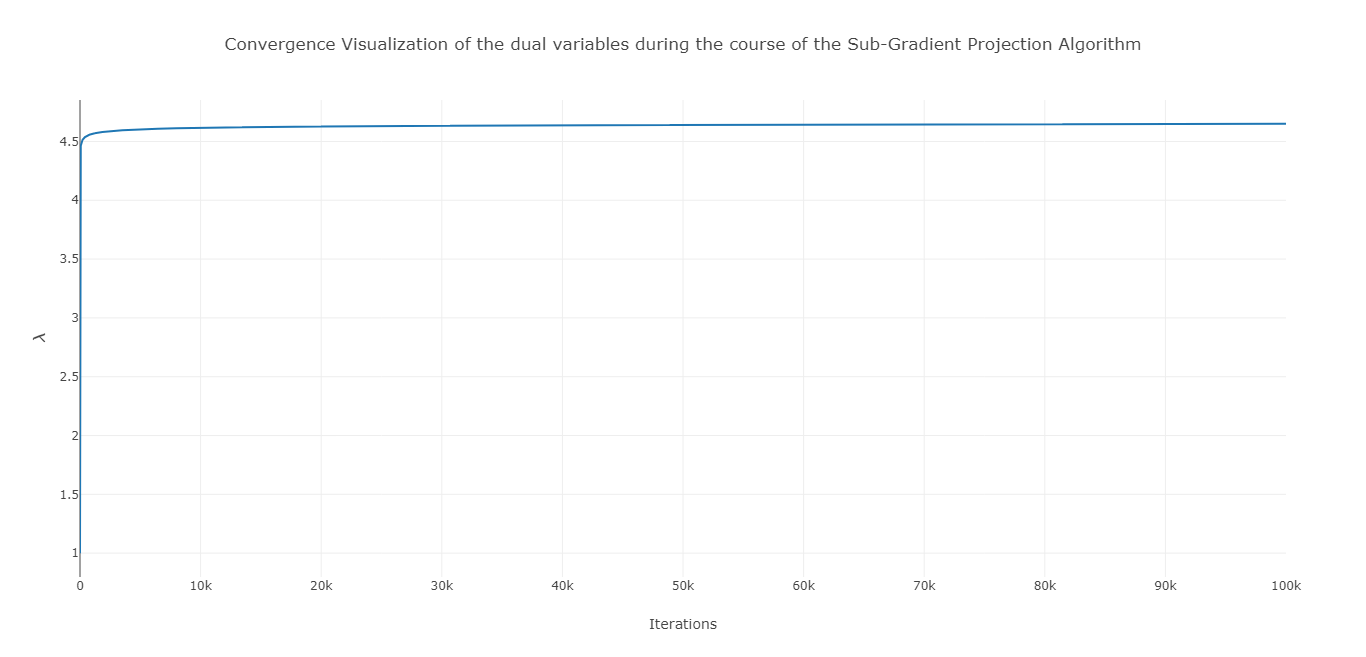 Convergence Visualization of the dual variables during the course of the Sub-Gradient Projection Algorithm
4.5
4
3.5
3
2.5
2
1.5
1
λ
0 10k 20k 30k 40k 50k 60k 70k 80k 90k 100k
Iterations